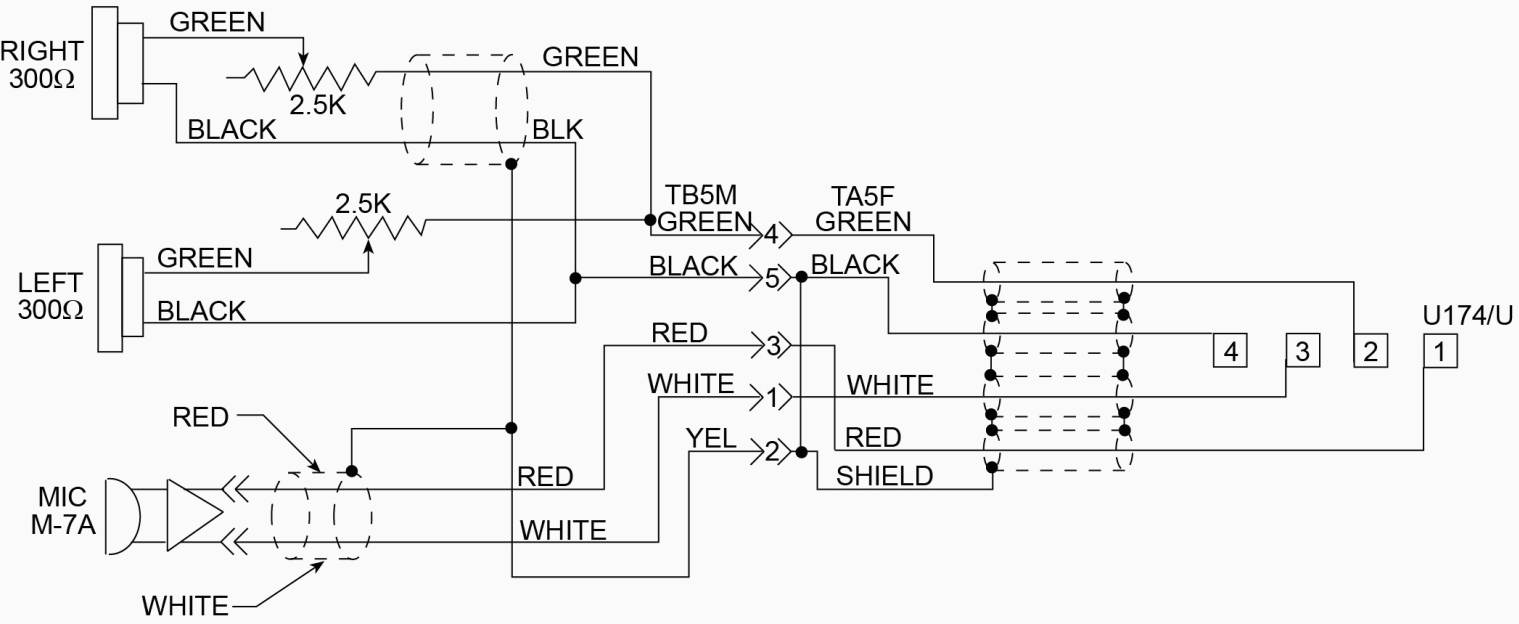 GREEN
RIGHT
300Ω
GREEN
2.5K
BLACK
BLK
2.5K
TB5M
TA5F
GREEN
4
GREEN
GREEN
LEFT
300Ω
BLACK
5
BLACK
BLACK
RED
3
U174/U
4
3
2
1
WHITE
1
WHITE
RED
YEL
2
RED
MIC
M-7A
RED
SHIELD
WHITE
WHITE